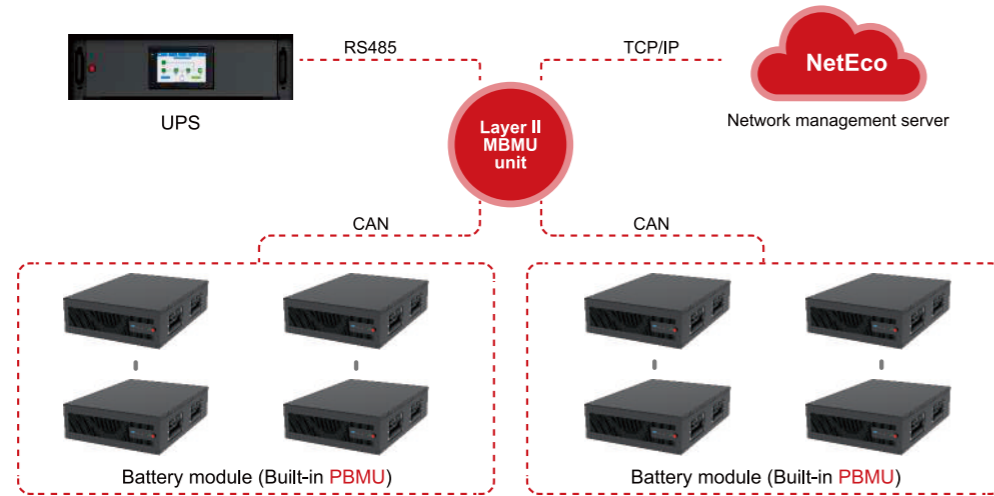 RS485
TCP/IP
NetEco
UPS
Network management server
Layer II
MBMU
unit
CAN
CAN
Battery module (Built-in PBMU)
Battery module (Built-in PBMU)